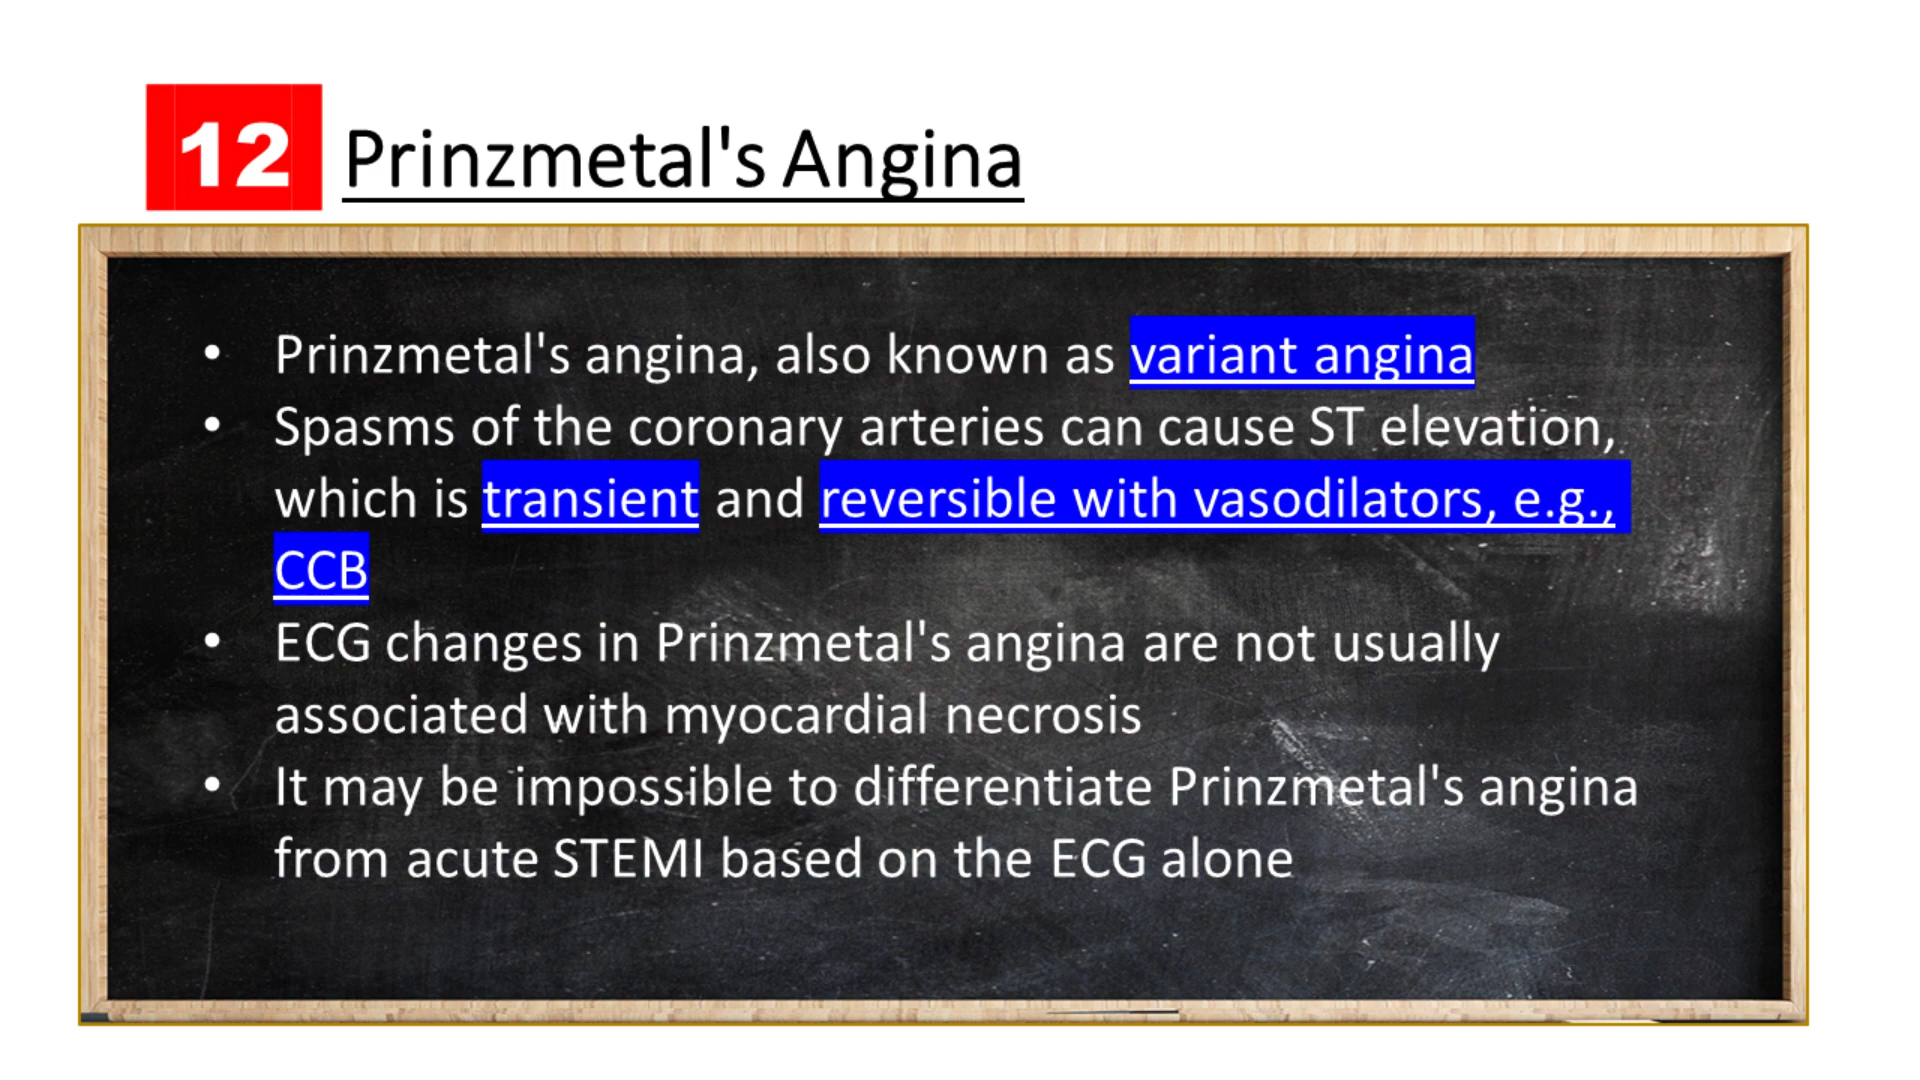 12 Prinzmetal's Angina
• Prinzmetal's angina, also known as variant angina
• Spasms of the coronary arteries can cause ST elevation,
which is transient and reversible with vasodilators, e.g.,
CCB
• ECG changes in Prinzmetal's angina are not usually
associated with myocardial necrosis
• It may be impossible to differentiate Prinzmetal's angina
from acute STEMI based on the ECG alone